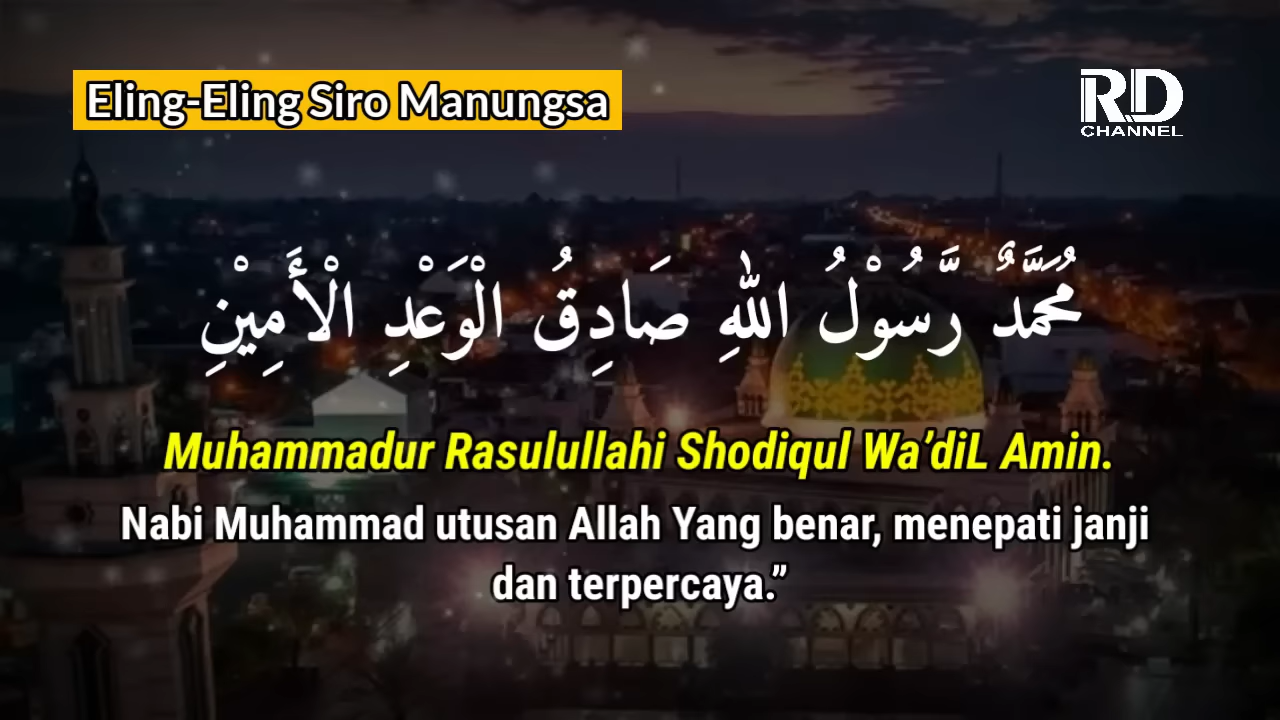 Eling-Eling Siro Manungsa
RD
CHANNEL
مُحَمَّدٌ رَّسُوْلُ اللهِ صَادِقُ الْوَعْدِ الْأَمِيْنِ
Muhammadur Rasulullahi Shodiqul Wa’diL Amin.
Nabi Muhammad utusan Allah Yang benar, menepati janji
dan terpercaya.”